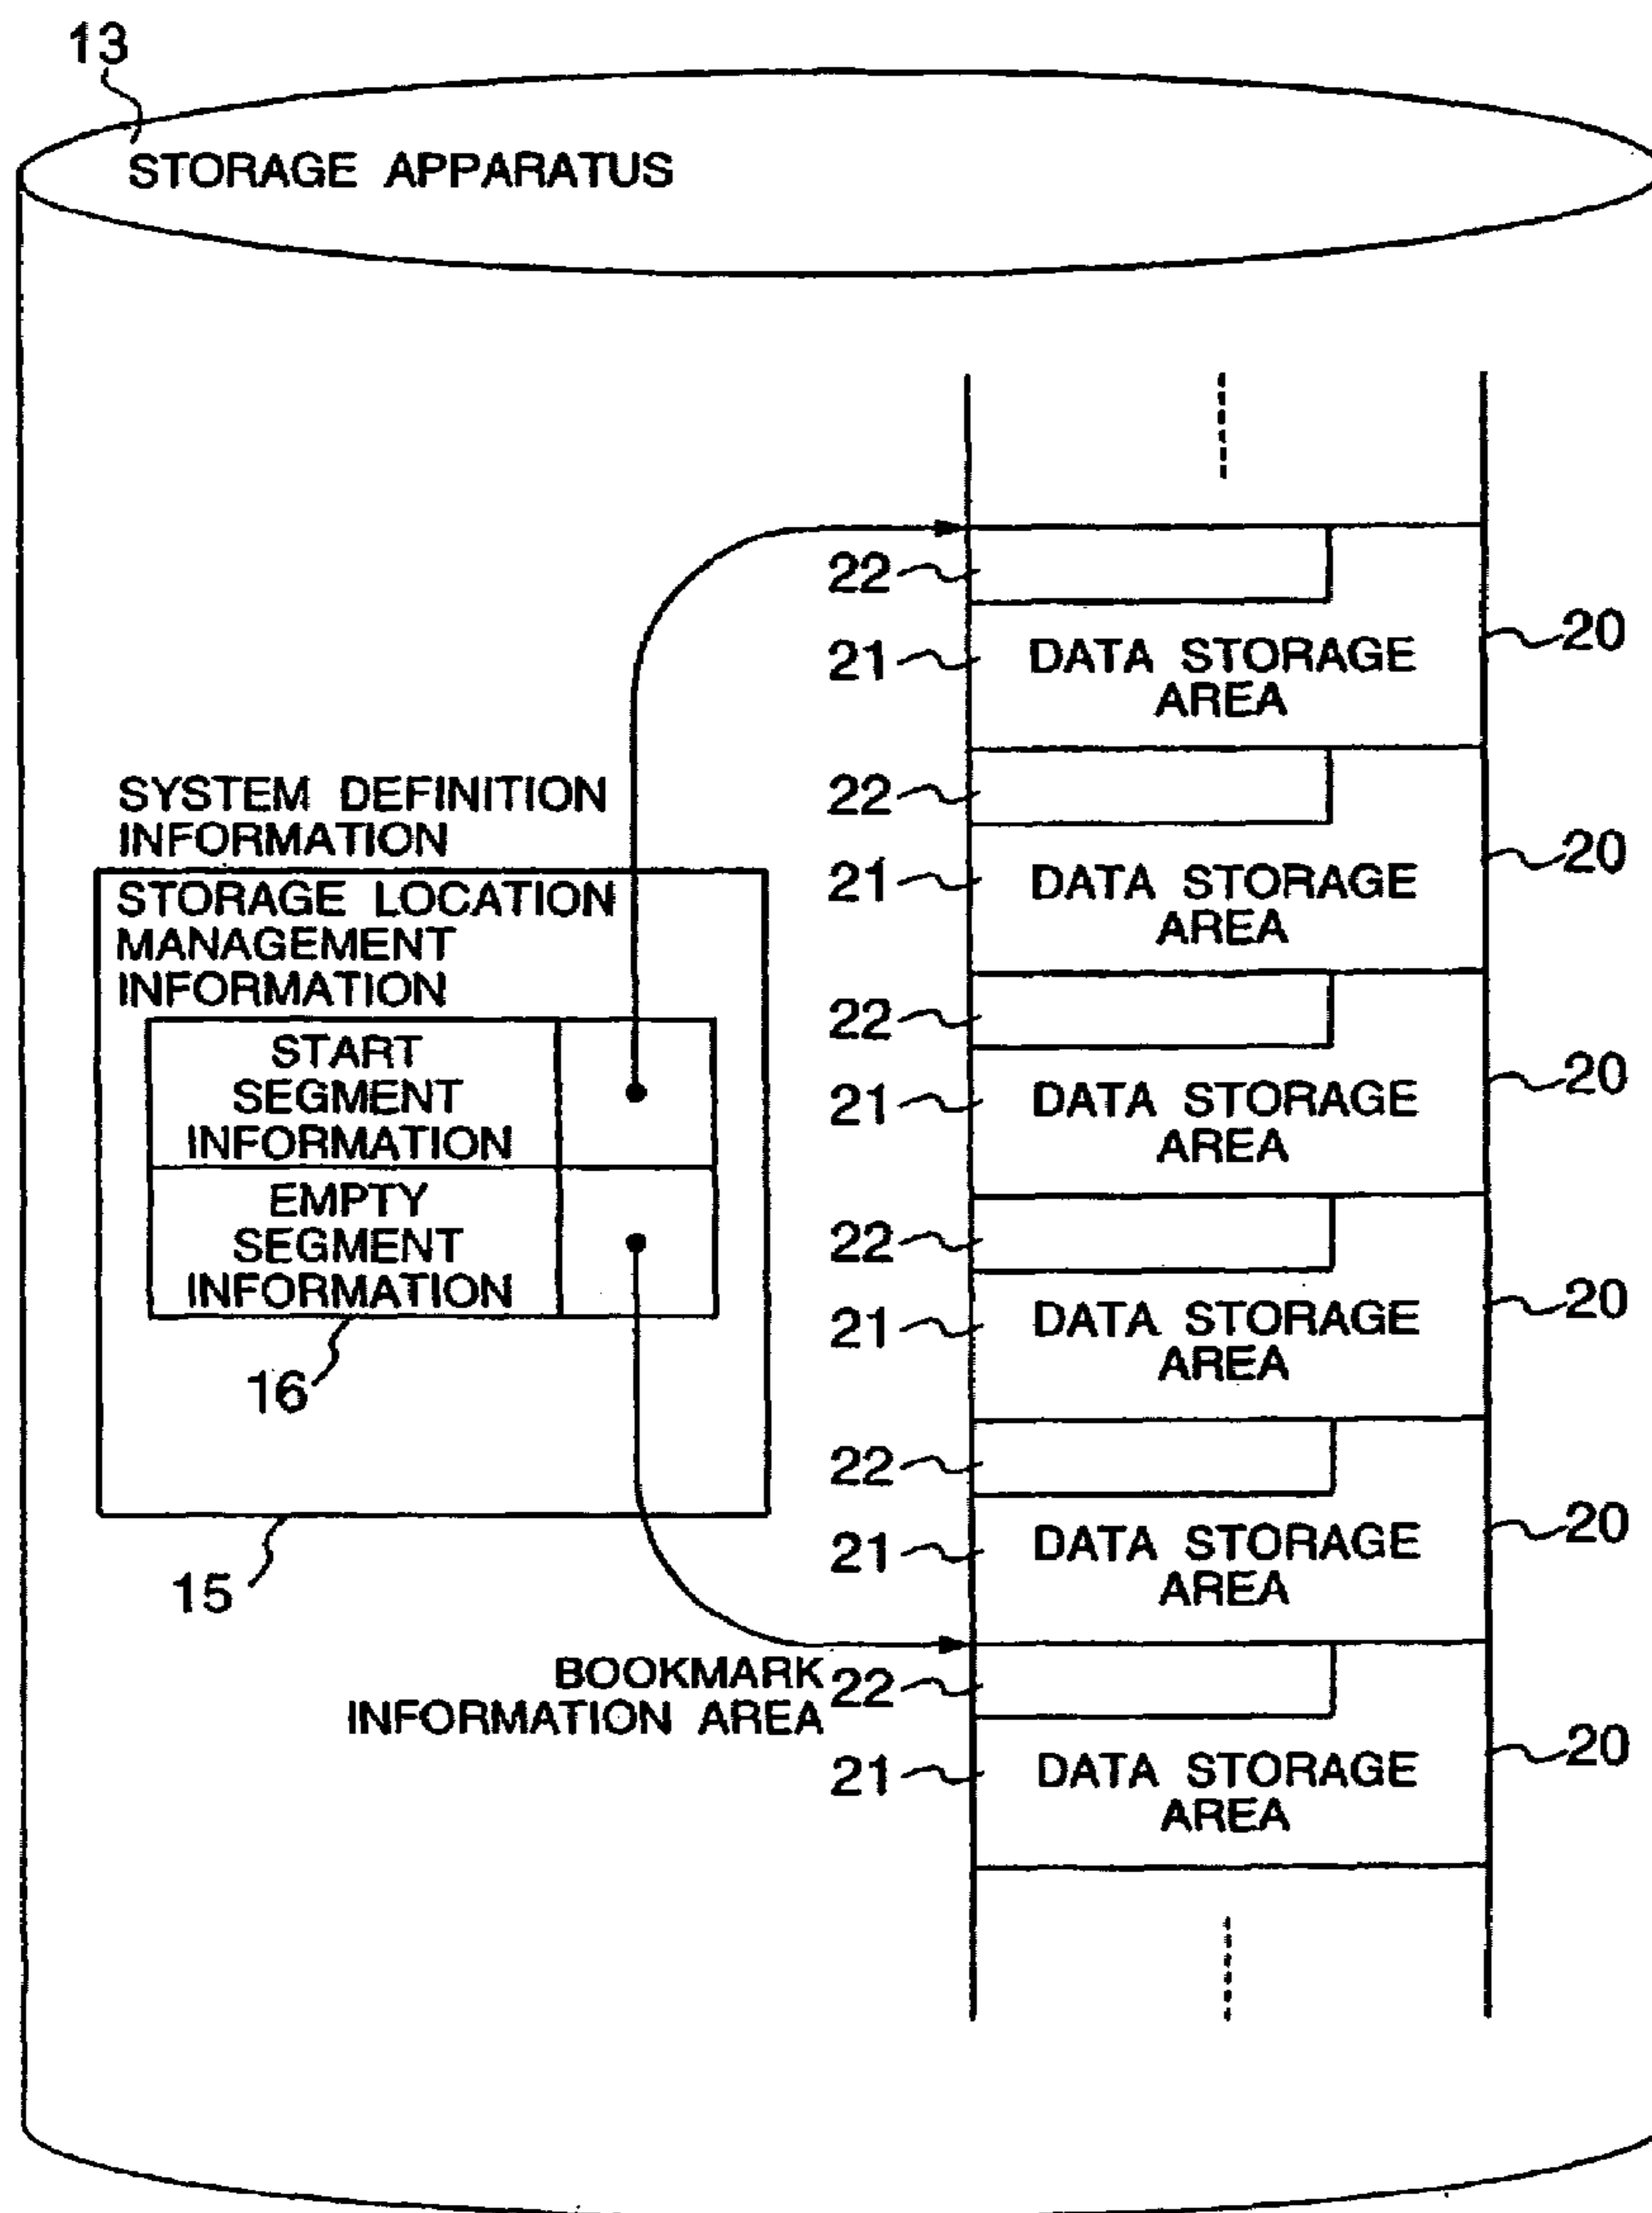 13
STORAGE APPARATUS
22
21
DATA STORAGE
AREA
20
22
21
DATA STORAGE
AREA
20
SYSTEM DEFINITION
INFORMATION
STORAGE LOCATION
MANAGEMENT
INFORMATION
START
SEGMENT
INFORMATION
EMPTY
SEGMENT
INFORMATION
16
15
22
21
DATA STORAGE
AREA
20
22
21
DATA STORAGE
AREA
20
22
21
DATA STORAGE
AREA
20
BOOKMARK
INFORMATION AREA
22
21
DATA STORAGE
AREA
20